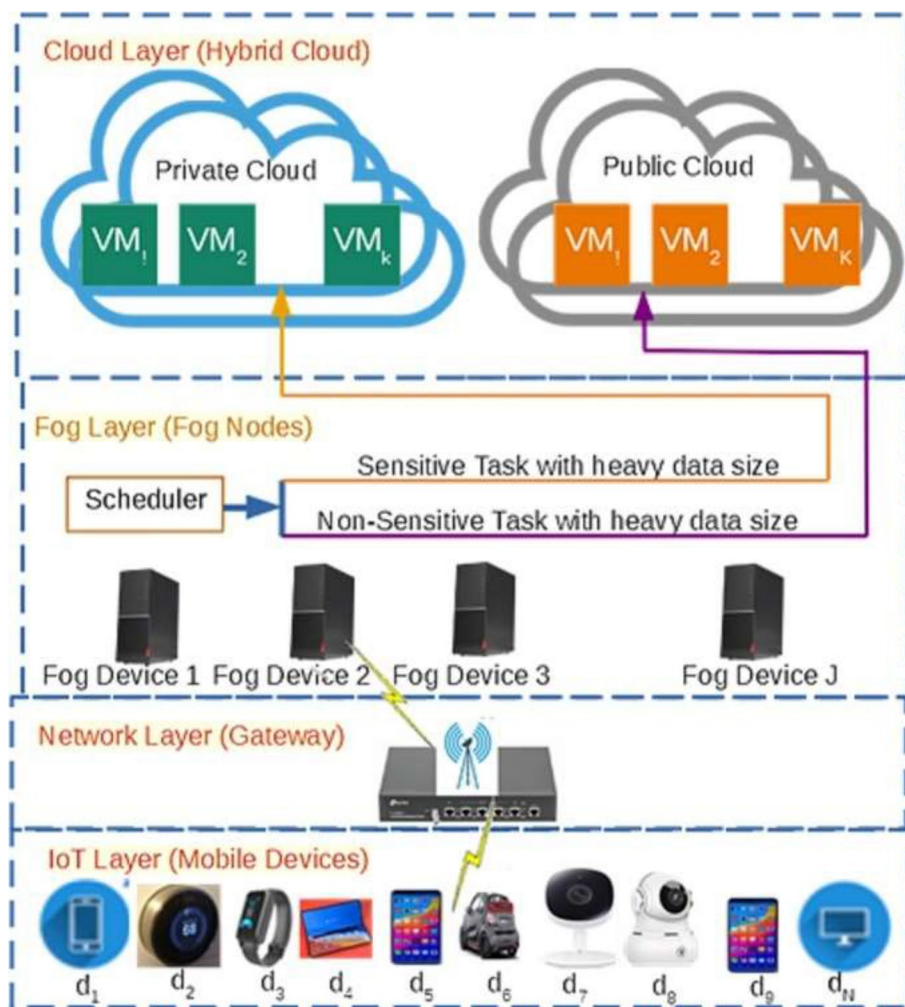 Cloud Layer (Hybrid Cloud)
Private Cloud
Public Cloud
VM! VM2 VMk
VM! VM2 VMK
Fog Layer (Fog Nodes)
Sensitive Task with heavy data size
Scheduler
Non-Sensitive Task with heavy data size
Fog Device 1 Fog Device 2 Fog Device 3 Fog Device J
Network Layer (Gateway)
IoT Layer (Mobile Devices)
68
d1 d2 d3 d4 d5 d6 d7 d8 d9 dN